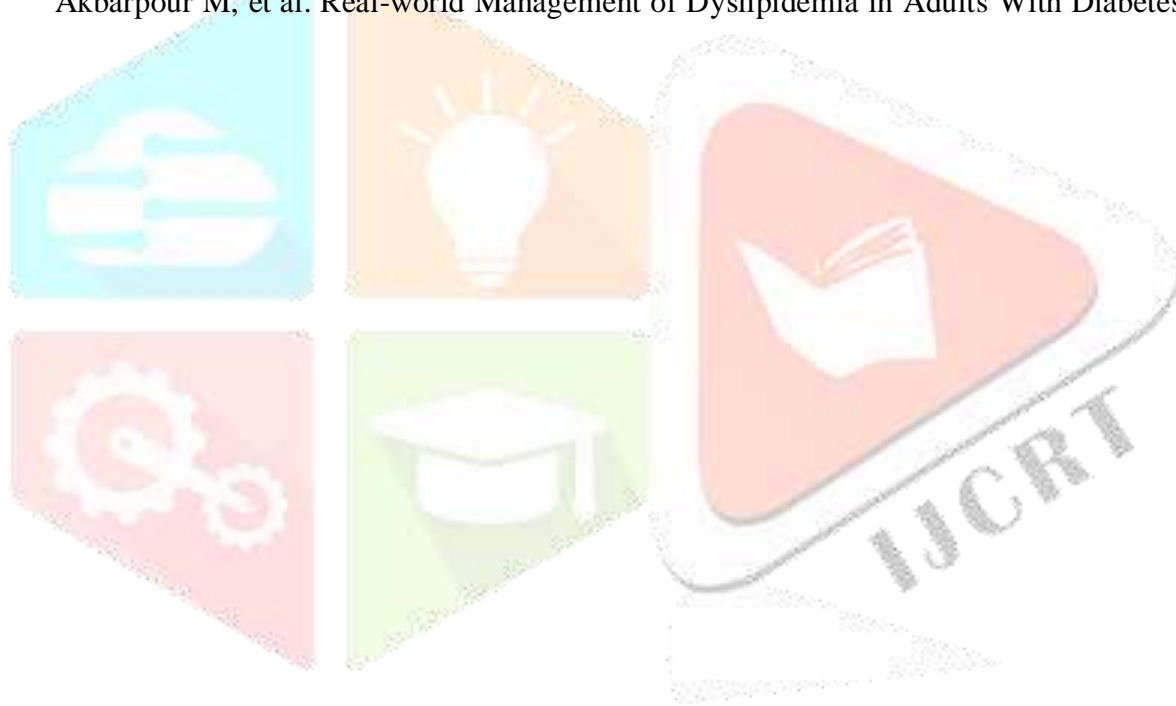 Akbarpour M, et al. Real-world Management of Dyslipidemia in Adults With Diabetes
IJCRT